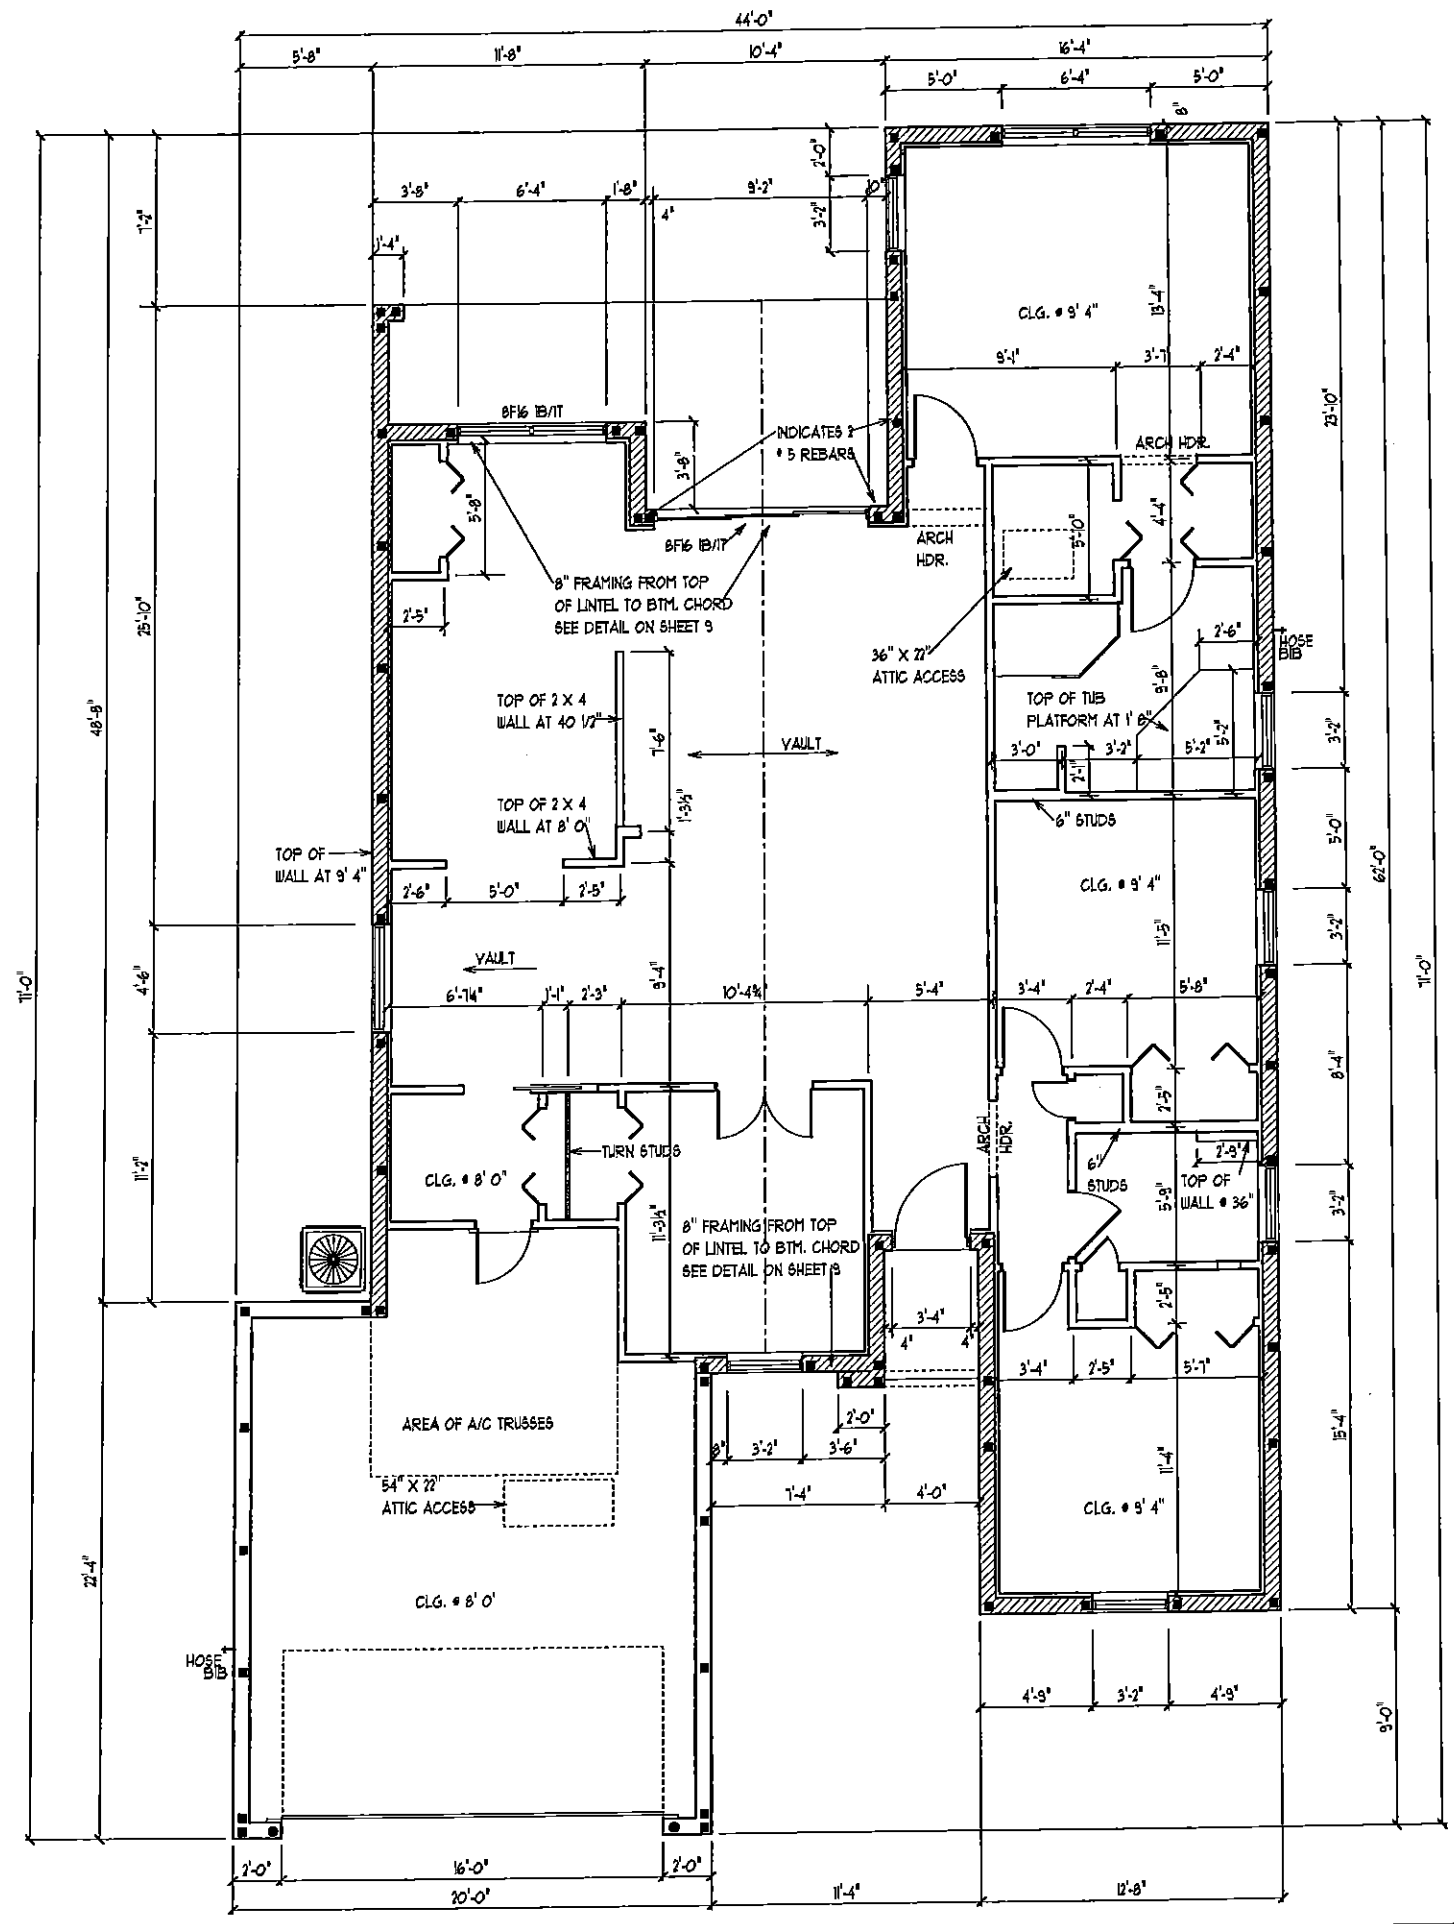 44'-0"
5'-8" 11'-8" 10'-4" 16'-4"
5'-0" 6'-4" 5'-0"
8"
2'-0"
3'-8" 6'-4" 1'-8" 9'-2" 10"
4"
3'-2"
7'-2"
1'-4"
CLG. @ 9' 4"
13'-4"
9'-1" 3'-7" 2'-4"
23'-10"
8F16 1B/1T
INDICATES 2
# 5 REBARS
ARCH HDR.
3'-8"
5'-8"
4'-4"
5'-10"
8F16 1B/1T
ARCH
HDR.
8" FRAMING FROM TOP
OF LINTEL TO BTM. CHORD
SEE DETAIL ON SHEET 9
2'-5"
25'-10"
2'-6"
HOSE
BIB
36" X 22"
ATTIC ACCESS
9'-8"
TOP OF 2 X 4
WALL AT 40 1/2"
TOP OF TUB
PLATFORM AT 1' 8"
48'-8"
7'-6"
VAULT
3'-0" 3'-2" 5'-2"
5'-2"
2'-1"
3'-2"
TOP OF 2 X 4
WALL AT 8' 0"
1'-3½"
6" STUDS
5'-0"
TOP OF
WALL AT 9' 4"
CLG. @ 9' 4"
62'-0"
2'-6" 5'-0" 2'-5"
11'-5"
3'-2"
71'-0"
71'-0"
VAULT
4'-6"
9'-4"
6'-7¼" 1'-1" 2'-3" 10'-4¾" 5'-4" 3'-4" 2'-4" 5'-8"
8'-4"
2'-5"
ARCH
HDR.
TURN STUDS
CLG. @ 8' 0"
11'-2"
6"
STUDS
2'-9"
TOP OF
WALL @ 36"
5'-9"
3'-2"
11'-3½"
8" FRAMING FROM TOP
OF LINTEL TO BTM. CHORD
SEE DETAIL ON SHEET 9
3'-4"
4" 4"
2'-5"
3'-4" 2'-5" 5'-7"
AREA OF A/C TRUSSES
2'-0"
8" 3'-2" 3'-6"
11'-4"
15'-4"
54" X 22"
ATTIC ACCESS
7'-4" 4'-0"
CLG. @ 9' 4"
22'-4"
CLG. @ 8' 0"
HOSE
BIB
4'-9" 3'-2" 4'-9"
9'-0"
2'-0" 16'-0" 2'-0"
20'-0" 11'-4" 12'-8"